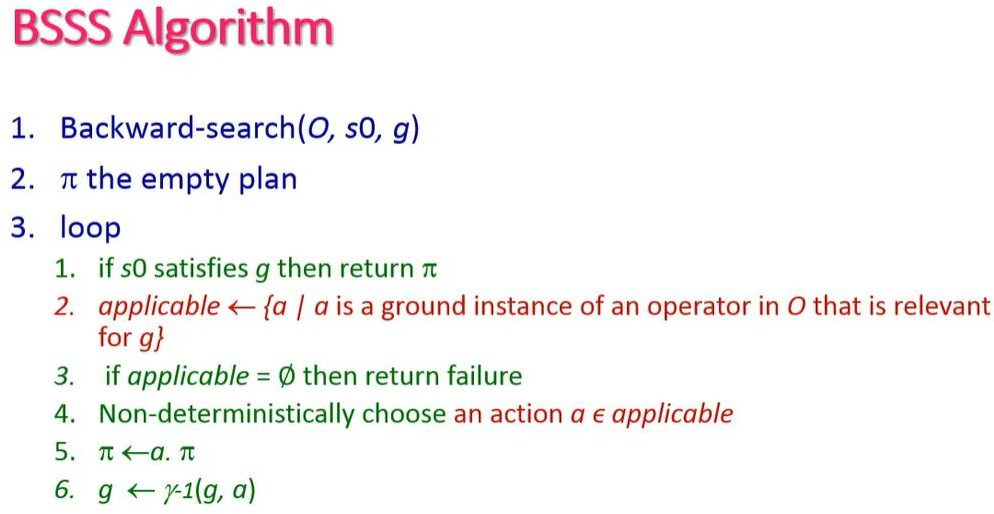 BSSS Algorithm
1. Backward-search(O, s0, g)
2. π the empty plan
3. loop
1. if s0 satisfies g then return π
2. applicable ← {a / a is a ground instance of an operator in O that is relevant
for g}
3. if applicable = Ø then return failure
4. Non-deterministically choose an action a ϵ applicable
5. π ←a. π
6. g ← γ-1(g, a)